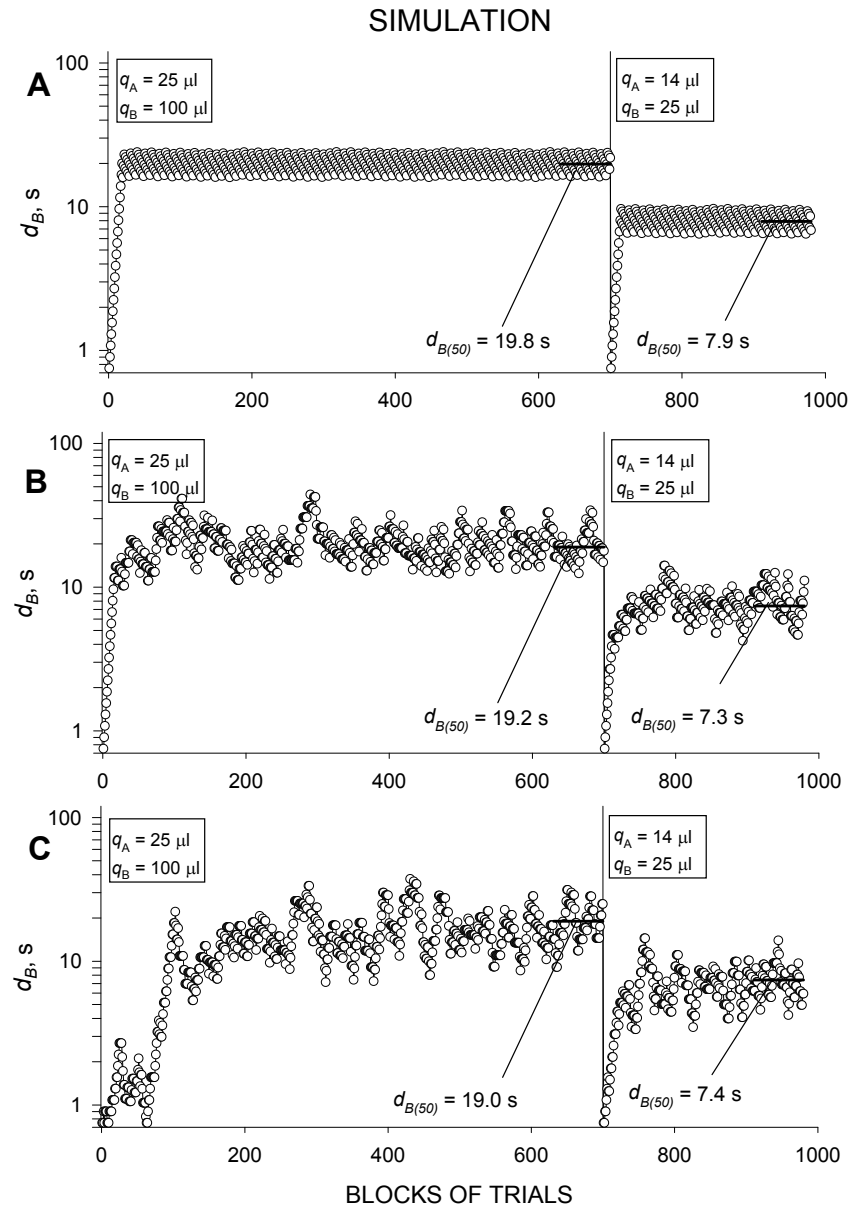 SIMULATION
A
100
10
1
d_B, s
q_A = 25 µl
q_B = 100 µl
q_A = 14 µl
q_B = 25 µl
d_B(50) = 19.8 s
d_B(50) = 7.9 s
0 200 400 600 800 1000
B
100
10
1
d_B, s
q_A = 25 µl
q_B = 100 µl
q_A = 14 µl
q_B = 25 µl
d_B(50) = 19.2 s
d_B(50) = 7.3 s
0 200 400 600 800 1000
C
100
10
1
d_B, s
q_A = 25 µl
q_B = 100 µl
q_A = 14 µl
q_B = 25 µl
d_B(50) = 19.0 s
d_B(50) = 7.4 s
0 200 400 600 800 1000
BLOCKS OF TRIALS